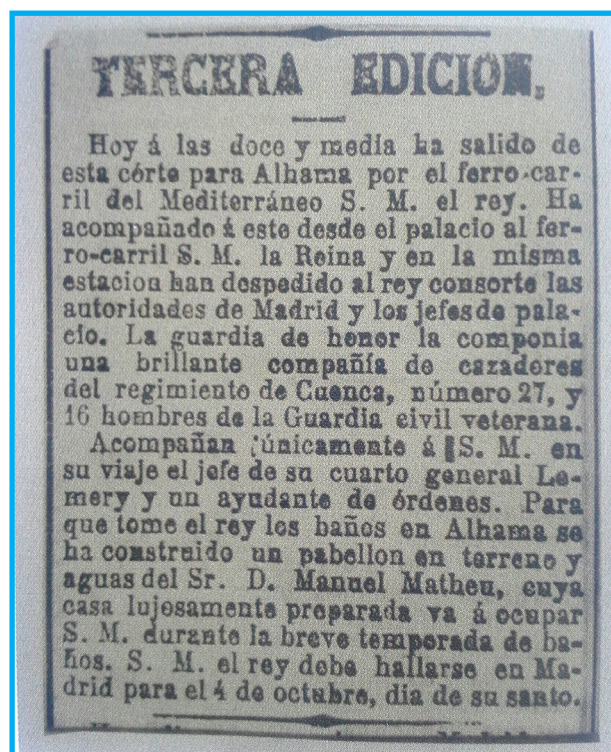 TERCERA EDICION.
Hoy á las doce y media ha salido de
esta córte para Alhama por el ferro-car-
ril del Mediterráneo S. M. el rey. Ha
acompañado á este desde el palacio al fer-
ro-carril S. M. la Reina y en la misma
estacion han despedido al rey consorte las
autoridades de Madrid y los jefes de pala-
cio. La guardia de honor la componia
una brillante compañía de cazadores
del regimiento de Cuenca, número 27, y
16 hombres de la Guardia civil veterana.
Acompañan únicamente á S. M. en
su viaje el jefe de su cuarto general Le-
mery y un ayudante de órdenes. Para
que tome el rey los baños en Alhama se
ha construido un pabellon en terreno y
aguas del Sr. D. Manuel Matheu, cuya
casa lujosamente preparada va á ocupar
S. M. durante la breve temporada de ba-
ños. S. M. el rey debe hallarse en Ma-
drid para el 4 de octubre, dia de su santo.